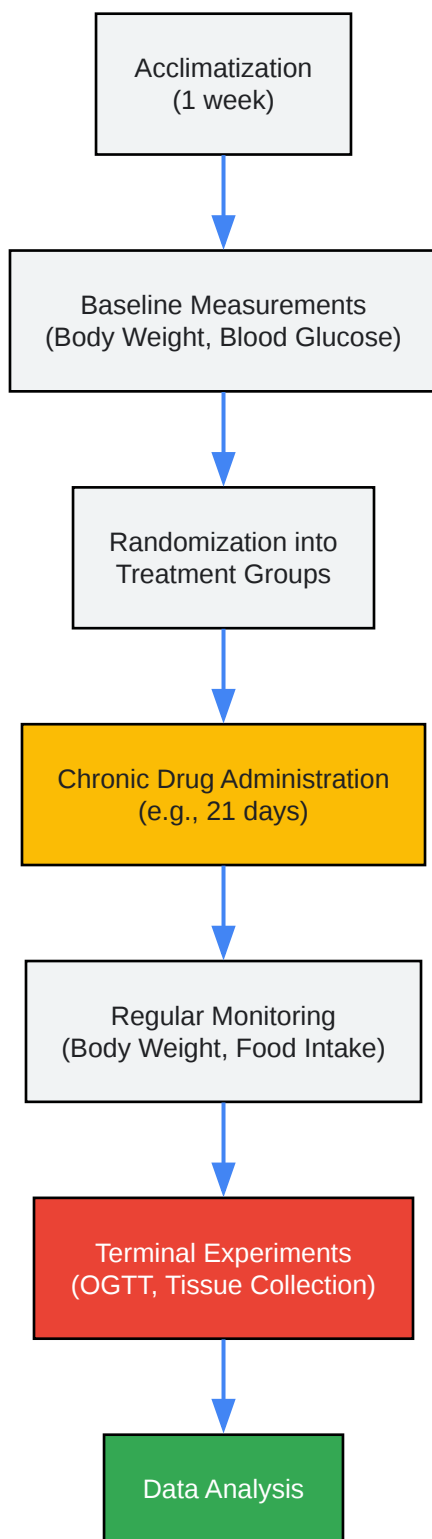 Acclimatization
(1 week)
Baseline Measurements
(Body Weight, Blood Glucose)
Randomization into
Treatment Groups
Chronic Drug Administration
(e.g., 21 days)
Regular Monitoring
(Body Weight, Food Intake)
Terminal Experiments
(OGTT, Tissue Collection)
Data Analysis